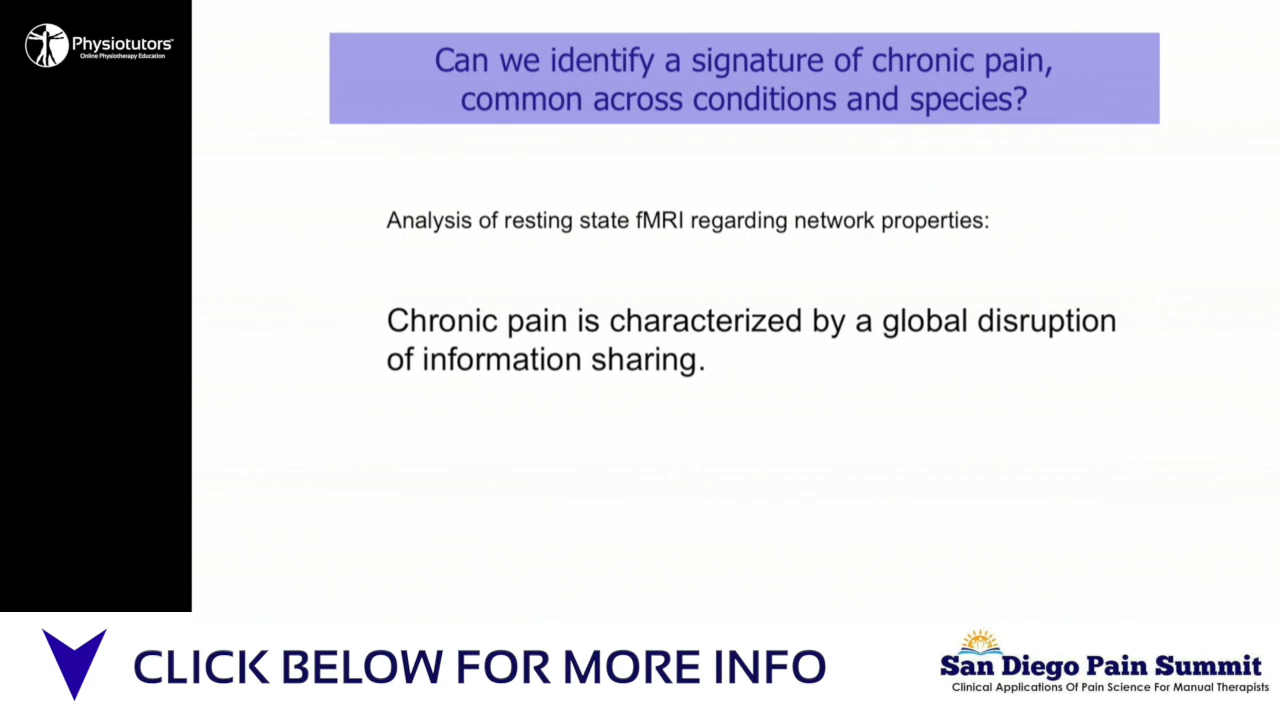 Physiotutors™
Online Physiotherapy Education
Can we identify a signature of chronic pain,
common across conditions and species?
Analysis of resting state fMRI regarding network properties:
Chronic pain is characterized by a global disruption
of information sharing.
CLICK BELOW FOR MORE INFO
San Diego Pain Summit
Clinical Applications Of Pain Science For Manual Therapists